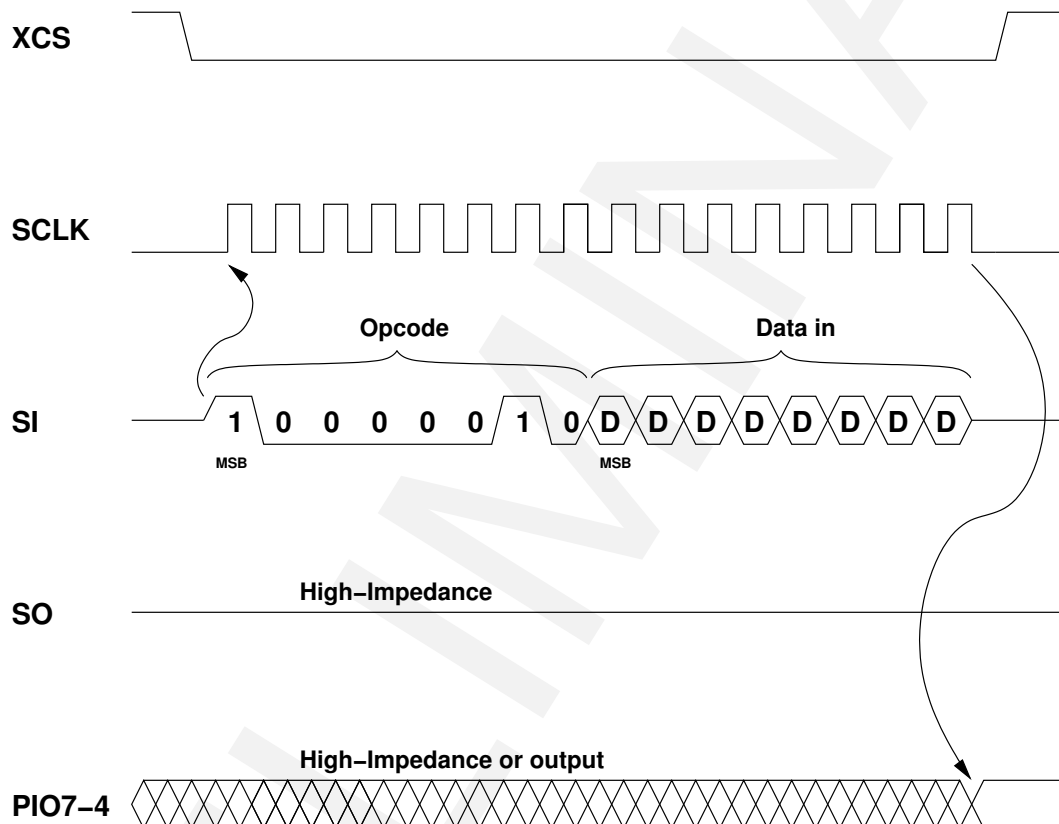 XCS
SCLK
Opcode Data in
SI 1 0 0 0 0 0 1 0 D D D D D D D D
MSB MSB
High−Impedance
SO
High−Impedance or output
PIO7−4